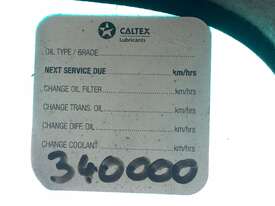 CALTEX
Lubricants
OIL TYPE / GRADE
NEXT SERVICE DUE km/hrs
CHANGE OIL FILTER km/hrs
CHANGE TRANS. OIL km/hrs
CHANGE DIFF. OIL km/hrs
CHANGE COOLANT km/hrs
340000